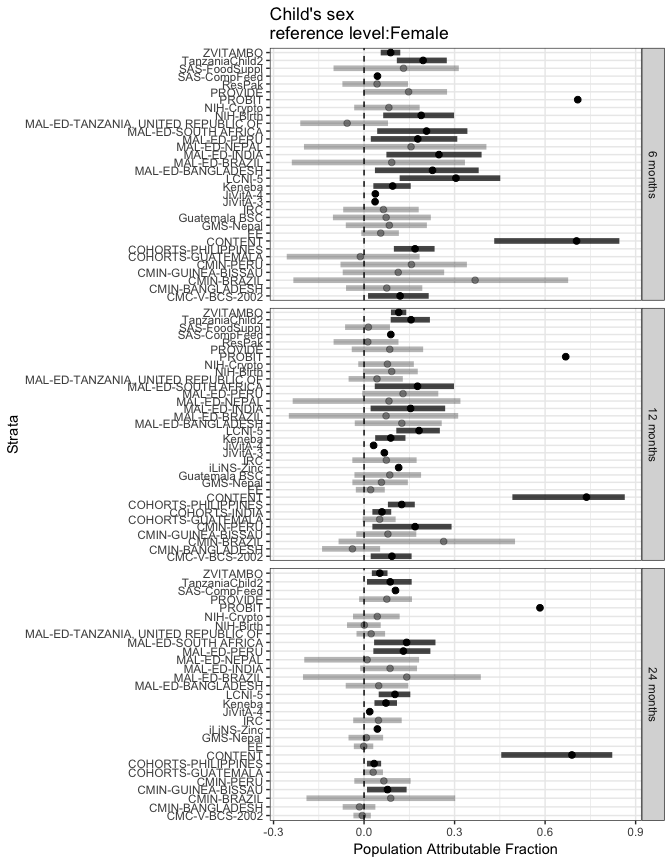 Child's sex
reference level:Female
Strata
ZVITAMBO
TanzaniaChild2
SAS-FoodSuppl
SAS-CompFeed
ResPak
PROVIDE
PROBIT
NIH-Crypto
NIH-Birth
MAL-ED-TANZANIA, UNITED REPUBLIC OF
MAL-ED-SOUTH AFRICA
MAL-ED-PERU
MAL-ED-NEPAL
MAL-ED-INDIA
MAL-ED-BRAZIL
MAL-ED-BANGLADESH
LCNI-5
Keneba
JiVitA-4
JiVitA-3
IRC
Guatemala BSC
GMS-Nepal
EE
CONTENT
COHORTS-PHILIPPINES
COHORTS-GUATEMALA
CMIN-PERU
CMIN-GUINEA-BISSAU
CMIN-BRAZIL
CMIN-BANGLADESH
CMC-V-BCS-2002
6 months
ZVITAMBO
TanzaniaChild2
SAS-FoodSuppl
SAS-CompFeed
ResPak
PROVIDE
PROBIT
NIH-Crypto
NIH-Birth
MAL-ED-TANZANIA, UNITED REPUBLIC OF
MAL-ED-SOUTH AFRICA
MAL-ED-PERU
MAL-ED-NEPAL
MAL-ED-INDIA
MAL-ED-BRAZIL
MAL-ED-BANGLADESH
LCNI-5
Keneba
JiVitA-4
JiVitA-3
IRC
iLiNS-Zinc
Guatemala BSC
GMS-Nepal
EE
CONTENT
COHORTS-PHILIPPINES
COHORTS-INDIA
COHORTS-GUATEMALA
CMIN-PERU
CMIN-GUINEA-BISSAU
CMIN-BRAZIL
CMIN-BANGLADESH
CMC-V-BCS-2002
12 months
ZVITAMBO
TanzaniaChild2
SAS-CompFeed
PROVIDE
PROBIT
NIH-Crypto
NIH-Birth
MAL-ED-TANZANIA, UNITED REPUBLIC OF
MAL-ED-SOUTH AFRICA
MAL-ED-PERU
MAL-ED-NEPAL
MAL-ED-INDIA
MAL-ED-BRAZIL
MAL-ED-BANGLADESH
LCNI-5
Keneba
JiVitA-4
IRC
iLiNS-Zinc
GMS-Nepal
EE
CONTENT
COHORTS-PHILIPPINES
COHORTS-GUATEMALA
CMIN-PERU
CMIN-GUINEA-BISSAU
CMIN-BRAZIL
CMIN-BANGLADESH
CMC-V-BCS-2002
24 months
-0.3 0.0 0.3 0.6 0.9
Population Attributable Fraction